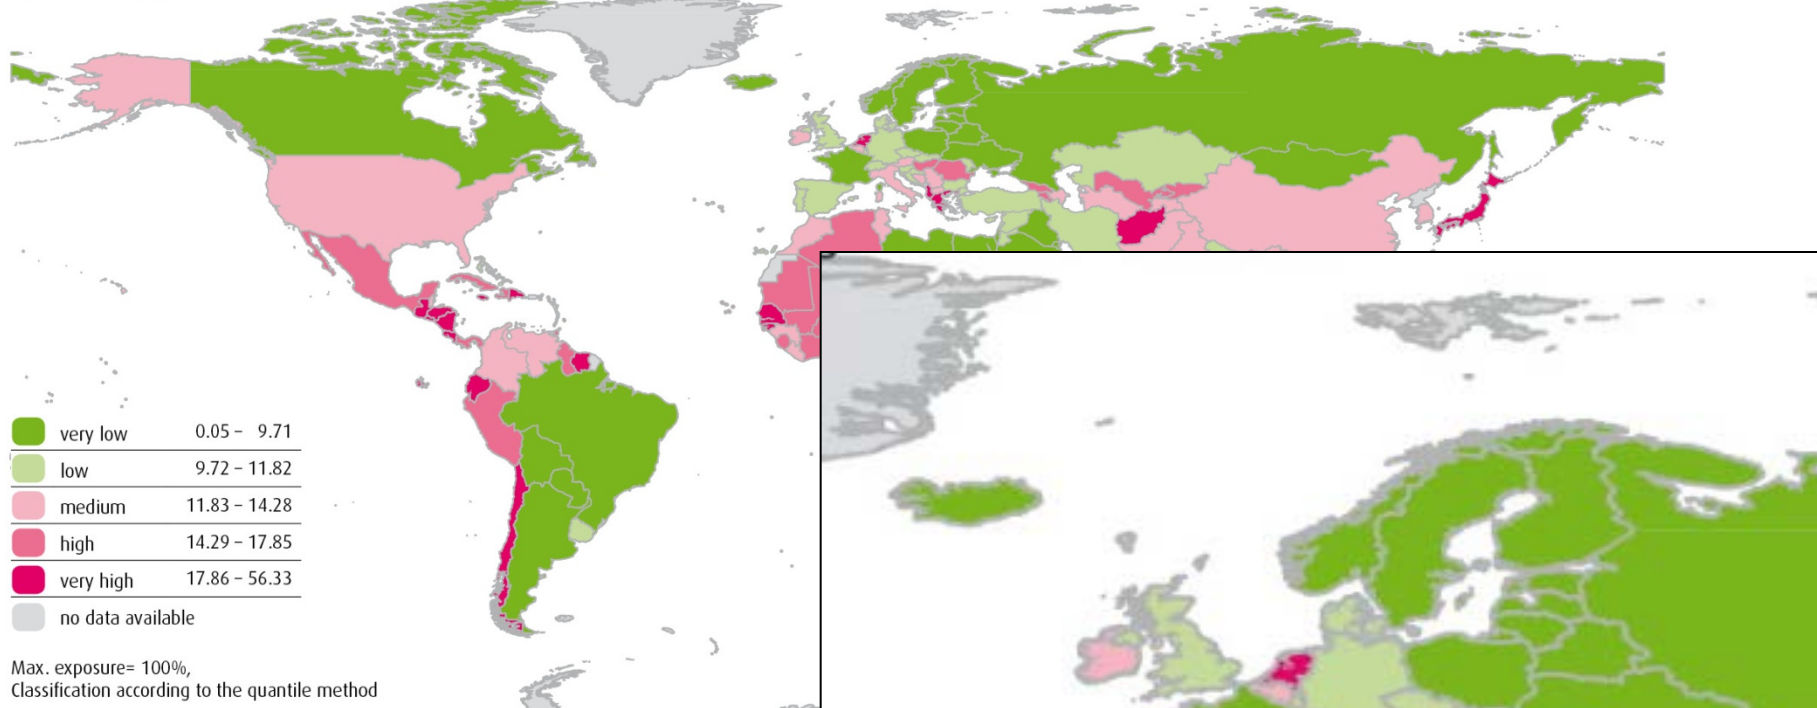 very low 0.05 – 9.71
low 9.72 – 11.82
medium 11.83 – 14.28
high 14.29 – 17.85
very high 17.86 – 56.33
no data available
Max. exposure= 100%,
Classification according to the quantile method